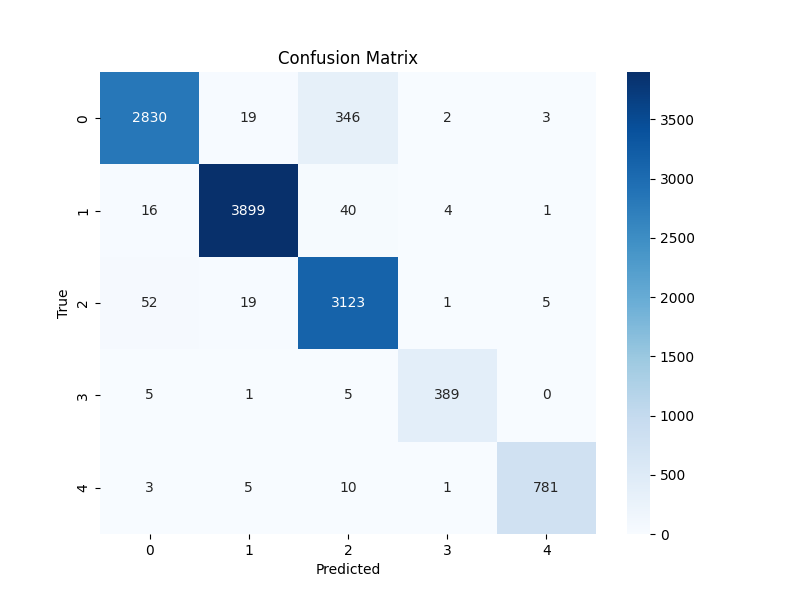 Confusion Matrix
True
0 2830 19 346 2 3
1 16 3899 40 4 1
2 52 19 3123 1 5
3 5 1 5 389 0
4 3 5 10 1 781
0 1 2 3 4
Predicted
3500
3000
2500
2000
1500
1000
500
0